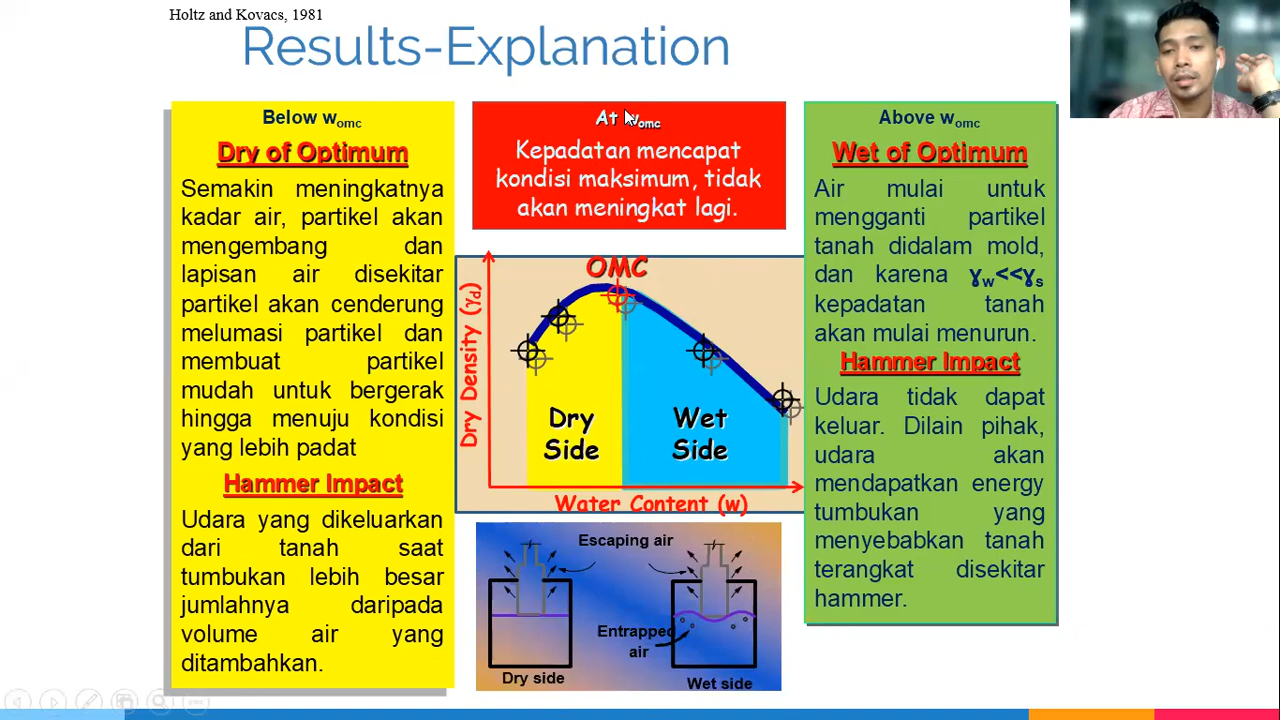 Holtz and Kovacs, 1981
Results-Explanation
Below womc
Dry of Optimum
Semakin meningkatnya
kadar air, partikel akan
mengembang dan
lapisan air disekitar
partikel akan cenderung
melumasi partikel dan
membuat partikel
mudah untuk bergerak
hingga menuju kondisi
yang lebih padat
Hammer Impact
Udara yang dikeluarkan
dari tanah saat
tumbukan lebih besar
jumlahnya daripada
volume air yang
ditambahkan.
At womc
Kepadatan mencapat
kondisi maksimum, tidak
akan meningkat lagi.
OMC
Dry Density (γd)
Dry
Side
Wet
Side
Water Content (w)
Escaping air
Entrapped
air
Dry side
Wet side
Above womc
Wet of Optimum
Air mulai untuk
mengganti partikel
tanah didalam mold,
dan karena ɣw<<ɣs
kepadatan tanah
akan mulai menurun.
Hammer Impact
Udara tidak dapat
keluar. Dilain pihak,
udara akan
mendapatkan energy
tumbukan yang
menyebabkan tanah
terangkat disekitar
hammer.